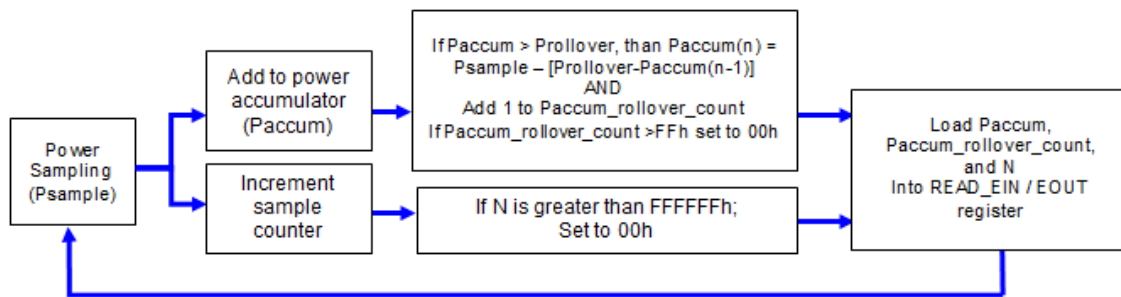 Power
Sampling
(Psample)
Add to power
accumulator
(Paccum)
If Paccum > Prollover, than Paccum(n) =
Psample – [Prollover-Paccum(n-1)]
AND
Add 1 to Paccum_rollover_count
If Paccum_rollover_count >FFh set to 00h
Increment
sample
counter
If N is greater than FFFFFFh;
Set to 00h
Load Paccum,
Paccum_rollover_count,
and N
Into READ_EIN / EOUT
register